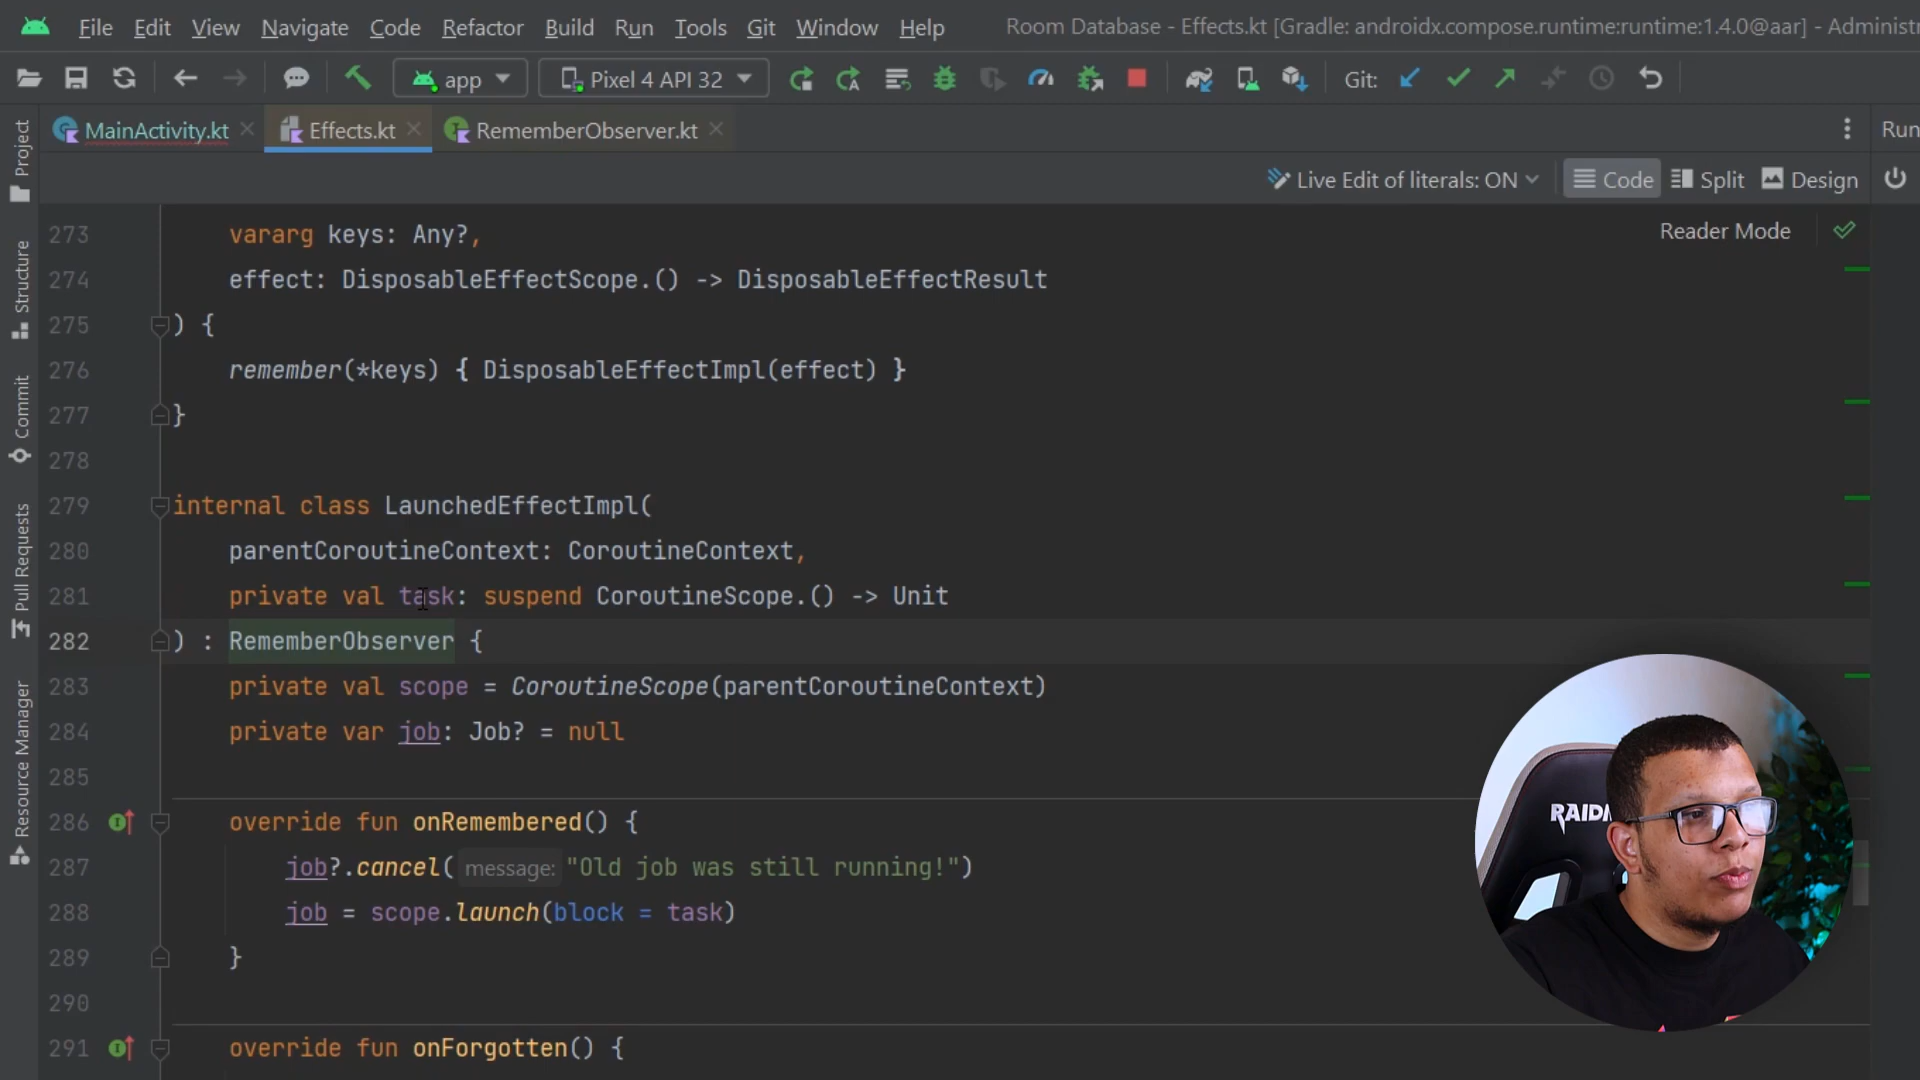 File Edit View Navigate Code Refactor Build Run Tools Git Window Help Room Database - Effects.kt [Gradle: androidx.compose.runtime:runtime:1.4.0@aar] - Administ
app Pixel 4 API 32 Git:
MainActivity.kt Effects.kt RememberObserver.kt Run
Live Edit of literals: ON Code Split Design
Reader Mode
Project
Structure
Commit
Pull Requests
Resource Manager
273 vararg keys: Any?,
274 effect: DisposableEffectScope.() -> DisposableEffectResult
275 ) {
276 remember(*keys) { DisposableEffectImpl(effect) }
277 }
278
279 internal class LaunchedEffectImpl(
280 parentCoroutineContext: CoroutineContext,
281 private val task: suspend CoroutineScope.() -> Unit
282 ) : RememberObserver {
283 private val scope = CoroutineScope(parentCoroutineContext)
284 private var job: Job? = null
285
286 override fun onRemembered() {
287 job?.cancel( message: "Old job was still running!")
288 job = scope.launch(block = task)
289 }
290
291 override fun onForgotten() {
RAIDM